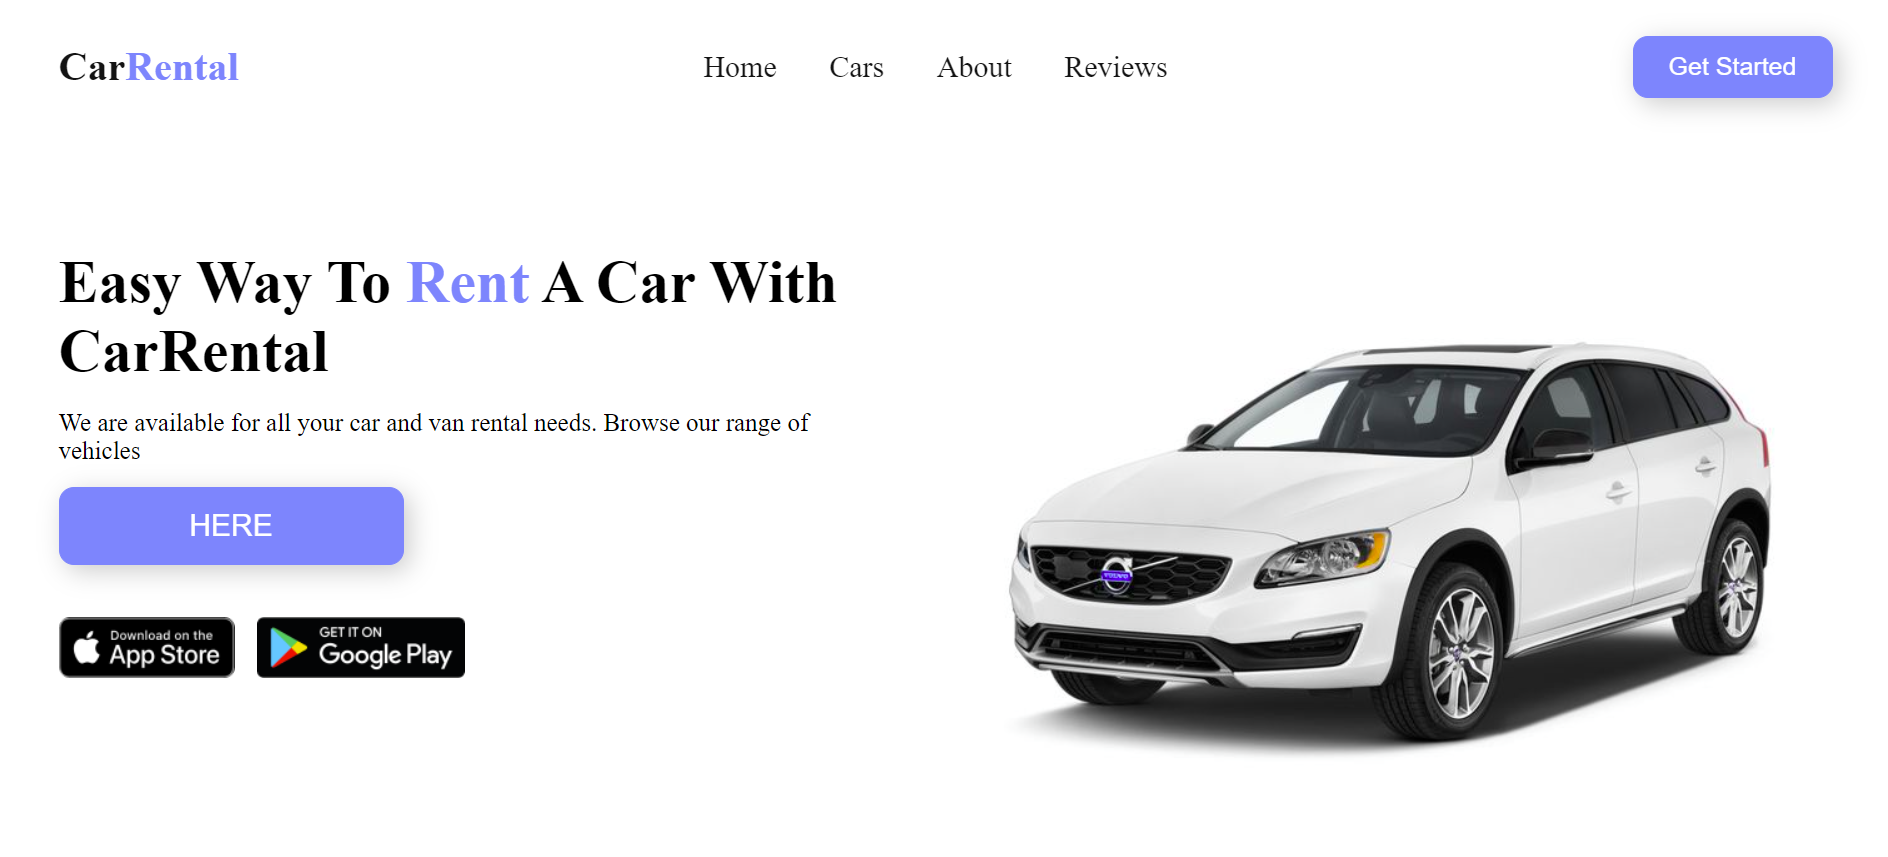 CarRental
Home
Cars
About
Reviews
Get Started
Easy Way To Rent A Car With
CarRental
We are available for all your car and van rental needs. Browse our range of
vehicles
HERE
Download on the
App Store
GET IT ON
Google Play
VOLVO